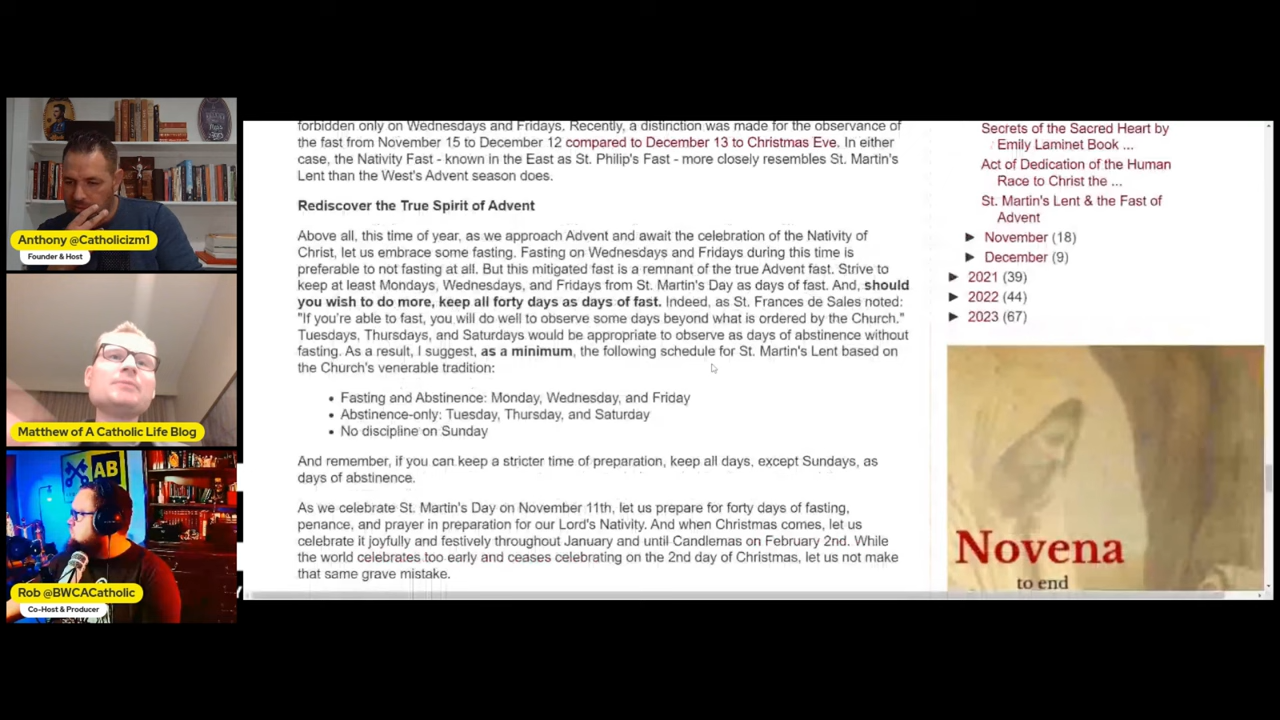 Anthony @Catholicizm1
Founder & Host
Matthew of A Catholic Life Blog
AB
Rob @BWCACatholic
Co-Host & Producer
forbidden only on Wednesdays and Fridays. Recently, a distinction was made for the observance of
the fast from November 15 to December 12 compared to December 13 to Christmas Eve. In either
case, the Nativity Fast - known in the East as St. Philip's Fast - more closely resembles St. Martin's
Lent than the West's Advent season does.
Rediscover the True Spirit of Advent
Above all, this time of year, as we approach Advent and await the celebration of the Nativity of
Christ, let us embrace some fasting. Fasting on Wednesdays and Fridays during this time is
preferable to not fasting at all. But this mitigated fast is a remnant of the true Advent fast. Strive to
keep at least Mondays, Wednesdays, and Fridays from St. Martin's Day as days of fast. And, should
you wish to do more, keep all forty days as days of fast. Indeed, as St. Frances de Sales noted:
"If you're able to fast, you will do well to observe some days beyond what is ordered by the Church."
Tuesdays, Thursdays, and Saturdays would be appropriate to observe as days of abstinence without
fasting. As a result, I suggest, as a minimum, the following schedule for St. Martin's Lent based on
the Church's venerable tradition:
• Fasting and Abstinence: Monday, Wednesday, and Friday
• Abstinence-only: Tuesday, Thursday, and Saturday
• No discipline on Sunday
And remember, if you can keep a stricter time of preparation, keep all days, except Sundays, as
days of abstinence.
As we celebrate St. Martin's Day on November 11th, let us prepare for forty days of fasting,
penance, and prayer in preparation for our Lord's Nativity. And when Christmas comes, let us
celebrate it joyfully and festively throughout January and until Candlemas on February 2nd. While
the world celebrates too early and ceases celebrating on the 2nd day of Christmas, let us not make
that same grave mistake.
Secrets of the Sacred Heart by
Emily Laminet Book ...
Act of Dedication of the Human
Race to Christ the ...
St. Martin's Lent & the Fast of
Advent
► November (18)
► December (9)
► 2021 (39)
► 2022 (44)
► 2023 (67)
Novena
to end